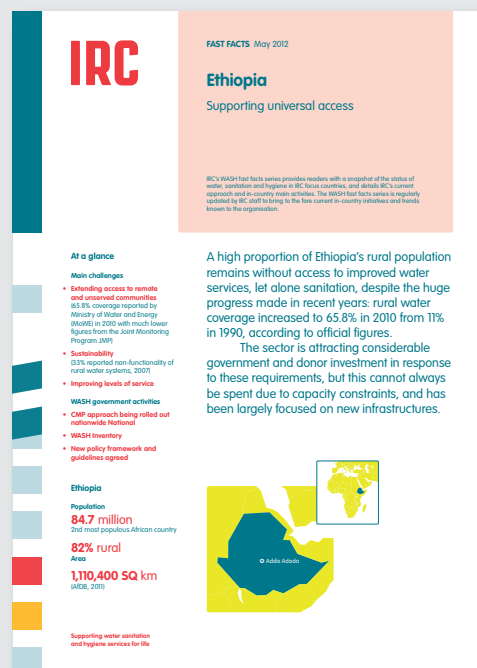 IRC
FAST FACTS May 2012
Ethiopia
Supporting universal access
IRC's WASH fast facts series provides readers with a snapshot of the status of
water, sanitation and hygiene in IRC focus countries, and details IRC's current
approach and in-country main activities. The WASH fast facts series is regularly
updated by IRC staff to bring to the fore current in-country initiatives and trends
known to the organisation.
At a glance
Main challenges
• Extending access to remote
and unserved communities
(65.8% coverage reported by
Ministry of Water and Energy
(MoWE) in 2010 with much lower
figures from the Joint Monitoring
Program JMP)
• Sustainability
(33% reported non-functionality of
rural water systems, 2007)
• Improving levels of service
WASH government activities
• CMP approach being rolled out
nationwide National
• WASH Inventory
• New policy framework and
guidelines agreed
Ethiopia
Population
84.7 million
2nd most populous African country
82% rural
Area
1,110,400 SQ km
(AfDB, 2011)
Supporting water sanitation
and hygiene services for life
A high proportion of Ethiopia's rural population
remains without access to improved water
services, let alone sanitation, despite the huge
progress made in recent years: rural water
coverage increased to 65.8% in 2010 from 11%
in 1990, according to official figures.
The sector is attracting considerable
government and donor investment in response
to these requirements, but this cannot always
be spent due to capacity constraints, and has
been largely focused on new infrastructures.
Addis Adada